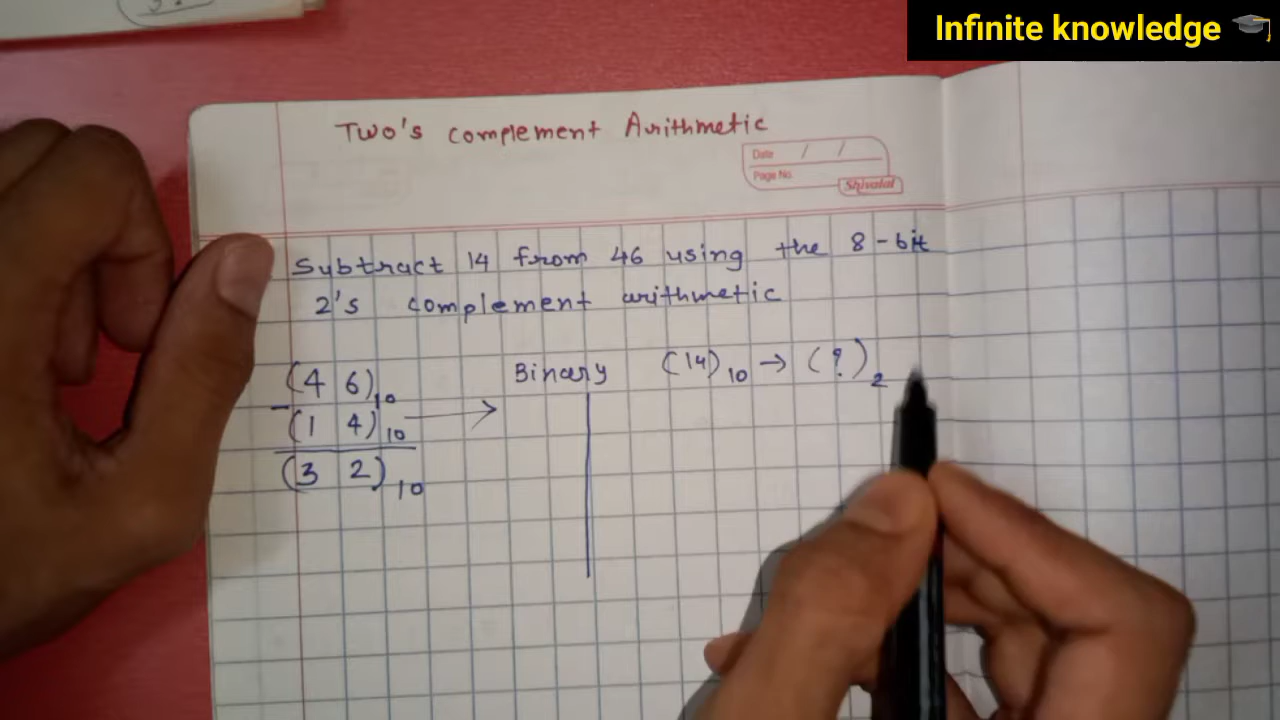 Infinite knowledge 🎓
Two's complement Arithmetic
Date / /
Page No.
Shivalal
Subtract 14 from 46 using the 8-bit
2's complement arithmetic
(4 6)10
- (1 4)10 → Binary (14)10 → (?)2
(3 2)10